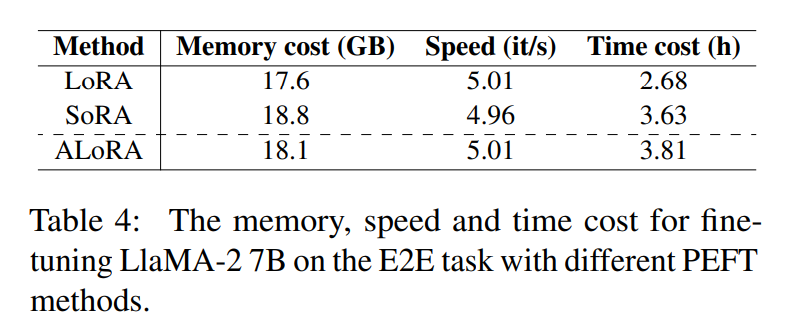 Method Memory cost (GB) Speed (it/s) Time cost (h)
LoRA 17.6 5.01 2.68
SoRA 18.8 4.96 3.63
ALoRA 18.1 5.01 3.81
Table 4: The memory, speed and time cost for fine-
tuning LlaMA-2 7B on the E2E task with different PEFT
methods.